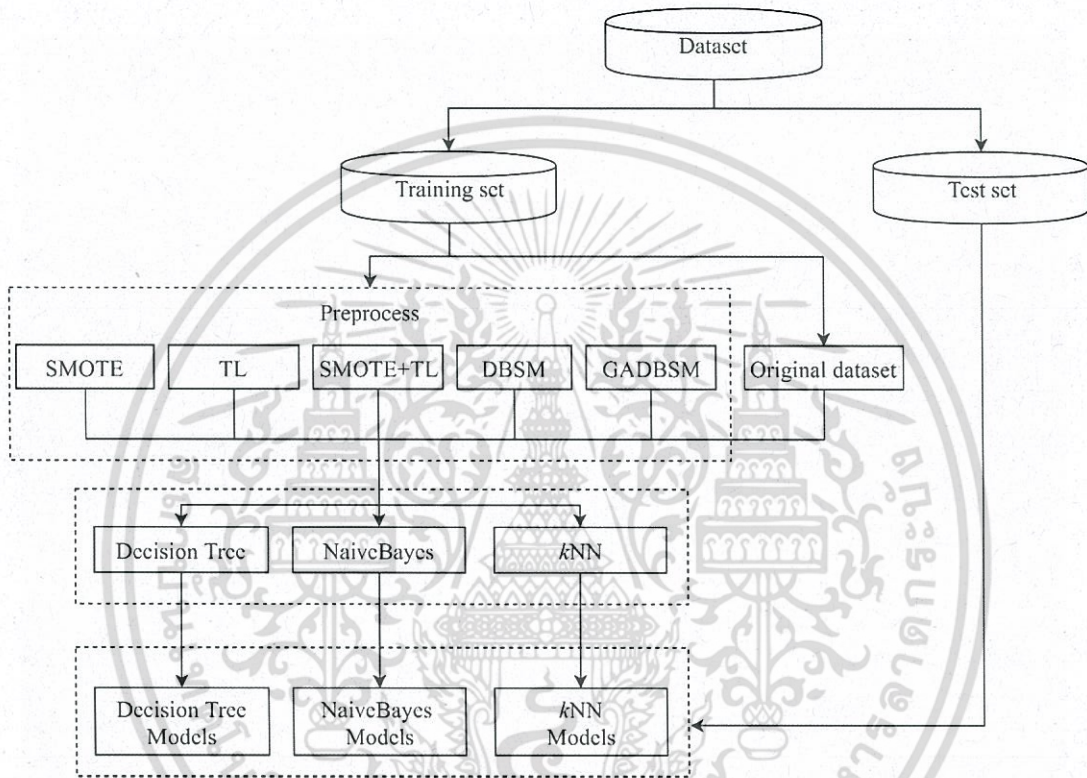 Dataset
Training set
Test set
Preprocess
SMOTE
TL
SMOTE+TL
DBSM
GADBSM
Original dataset
Decision Tree
NaiveBayes
kNN
Decision Tree
Models
NaiveBayes
Models
kNN
Models